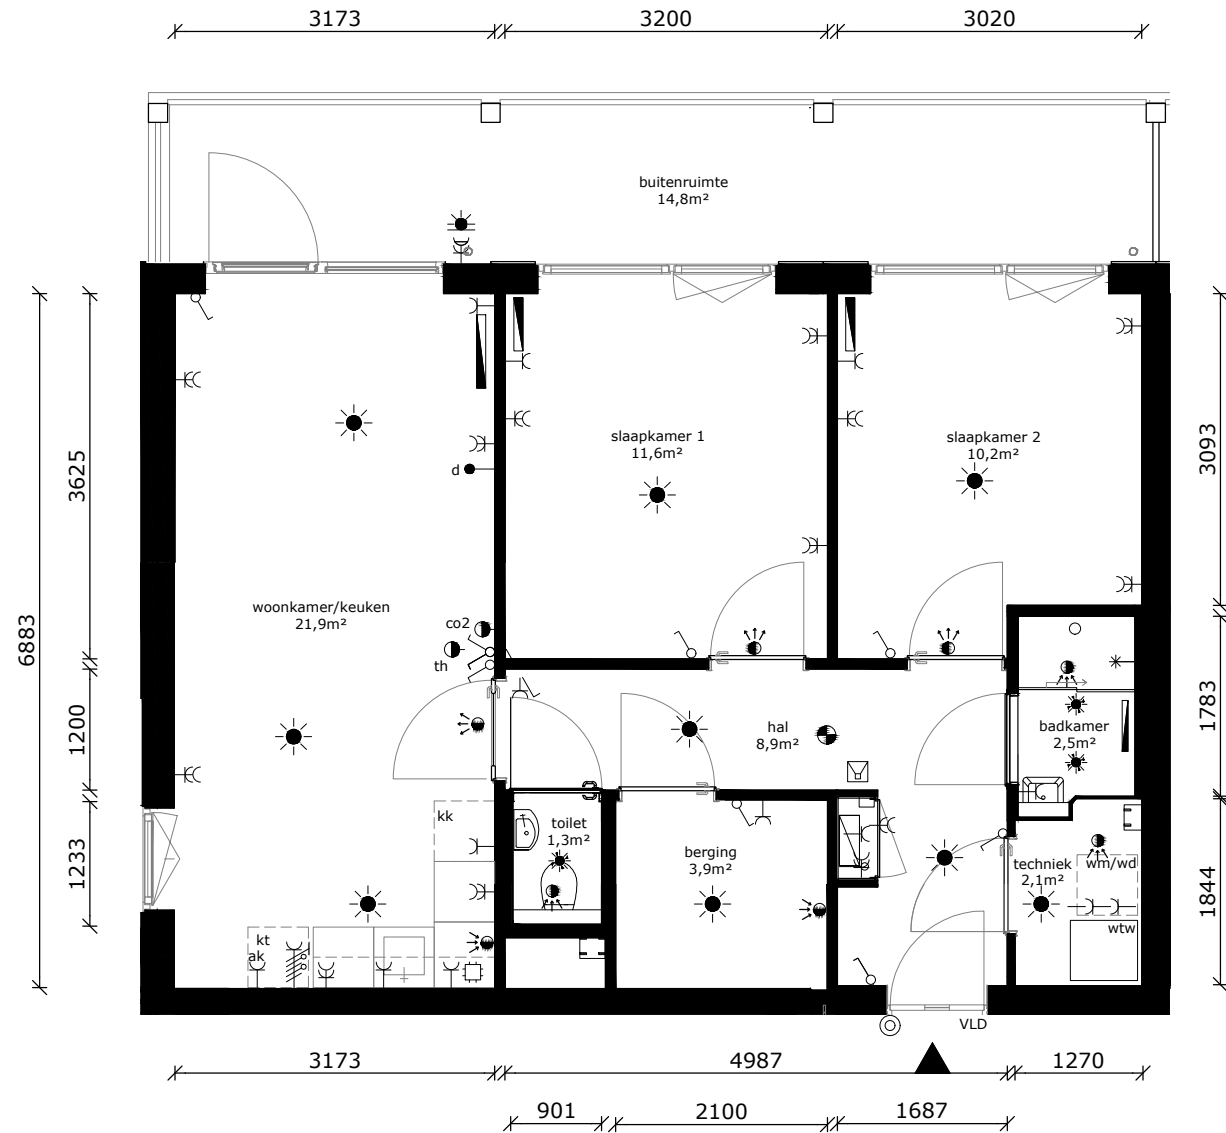 3173
3200
3020
buitenruimte
14,8m²
slaapkamer 1
11,6m²
slaapkamer 2
10,2m²
d
3625
3093
6883
woonkamer/keuken
21,9m²
co2
th
1200
hal
8,9m²
badkamer
2,5m²
1783
kk
toilet
1,3m²
berging
3,9m²
techniek
2,1m²
wm/wd
wtw
1233
1844
kt
ak
VLD
3173
4987
1270
901
2100
1687